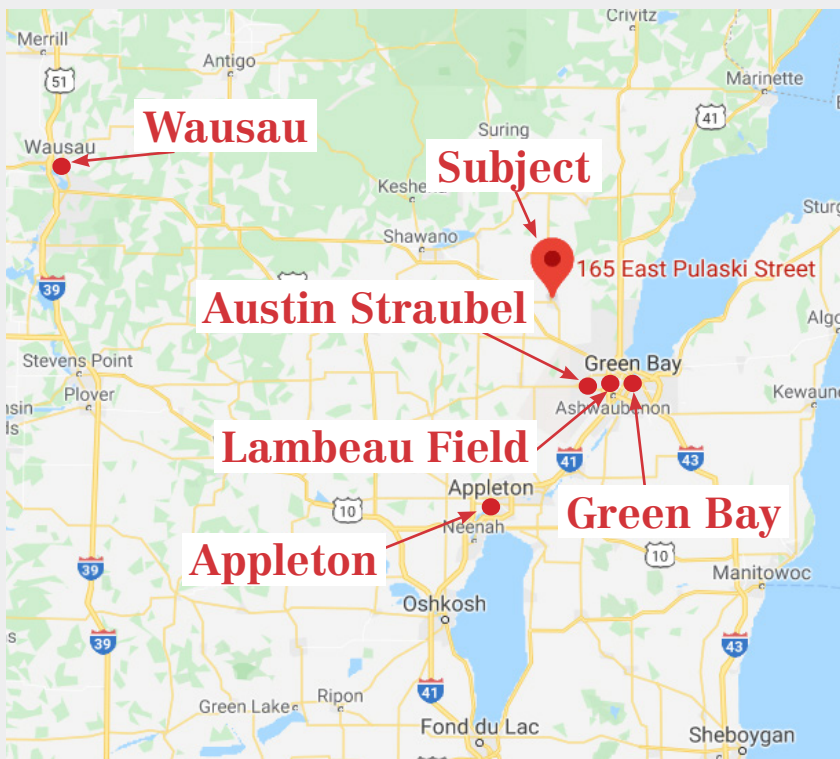 Crivitz
Merrill
Antigo
51
Marinette
41
Wausau
Suring
Wausau
Subject
Keshena
Sturg
Shawano
165 East Pulaski Street
39
Austin Straubel
Algo
Green Bay
Stevens Point
Plover
Kewaune
Ashwaubenon
sin
ds
Lambeau Field
41
43
Appleton
10
Green Bay
Neenah
10
Appleton
39
Manitowoc
Oshkosh
s
39
43
41
Ripon
Green Lake
Fond du Lac
Sheboygan